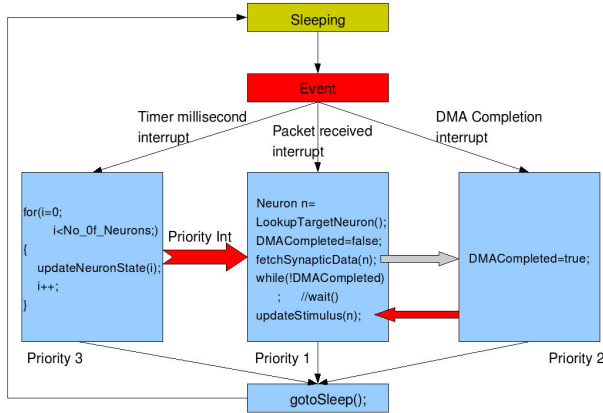 Sleeping
Event
Timer millisecond
interrupt
Packet received
interrupt
DMA Completion
interrupt
for(i=0;
i<No_0f_Neurons;)
{
updateNeuronState(i);
i++;
}
Priority Int
Neuron n=
LookupTargetNeuron();
DMACompleted=false;
fetchSynapticData(n);
while(!DMACompleted)
; //wait()
updateStimulus(n);
DMACompleted=true;
Priority 3
Priority 1
Priority 2
gotoSleep();